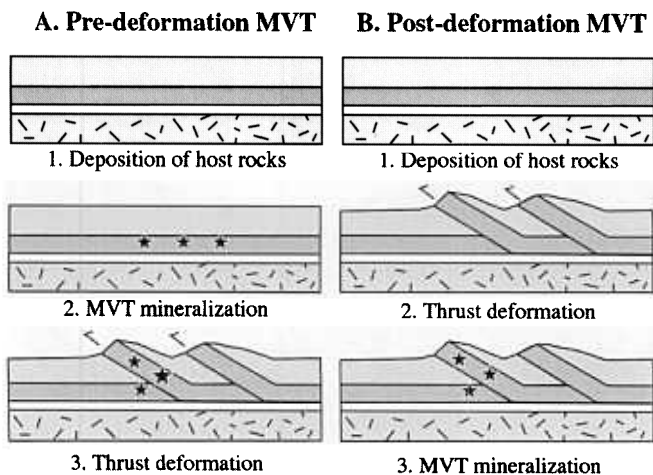 A. Pre-deformation MVT
B. Post-deformation MVT
1. Deposition of host rocks
1. Deposition of host rocks
2. MVT mineralization
2. Thrust deformation
3. Thrust deformation
3. MVT mineralization